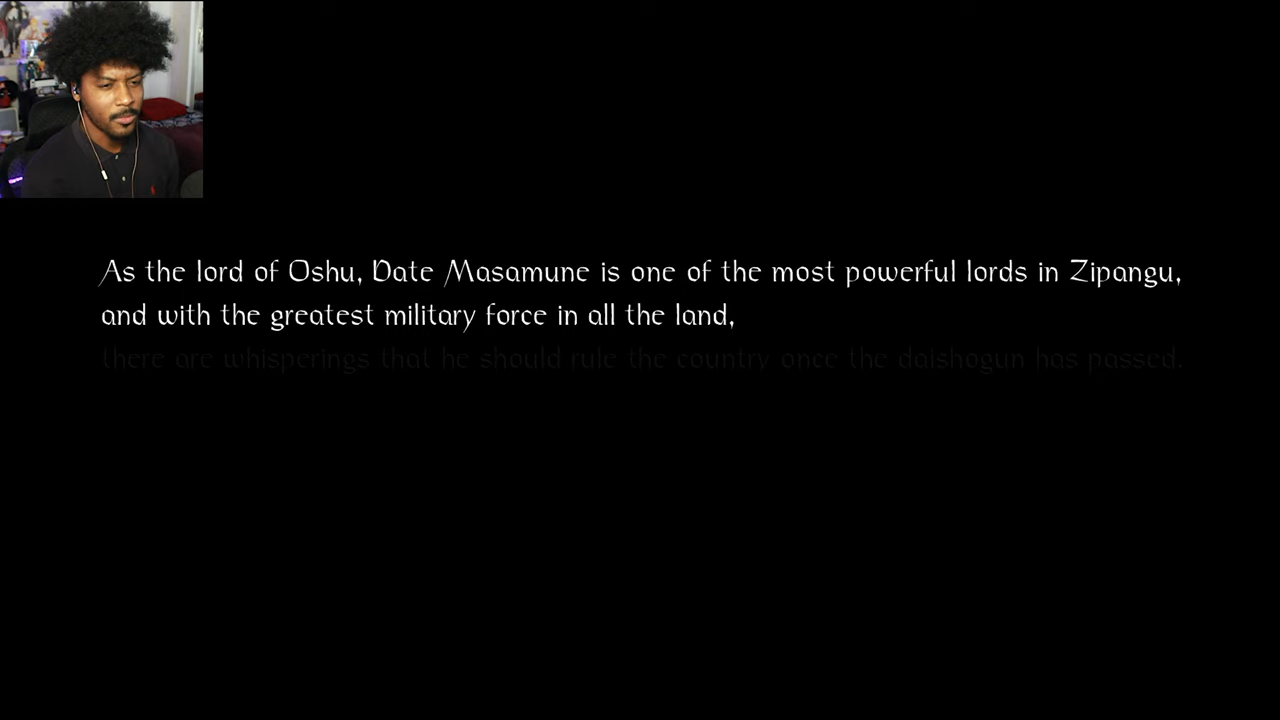 As the lord of Oshu, Date Masamune is one of the most powerful lords in Zipangu,
and with the greatest military force in all the land,
there are whisperings that he should rule the country once the daishogun has passed.